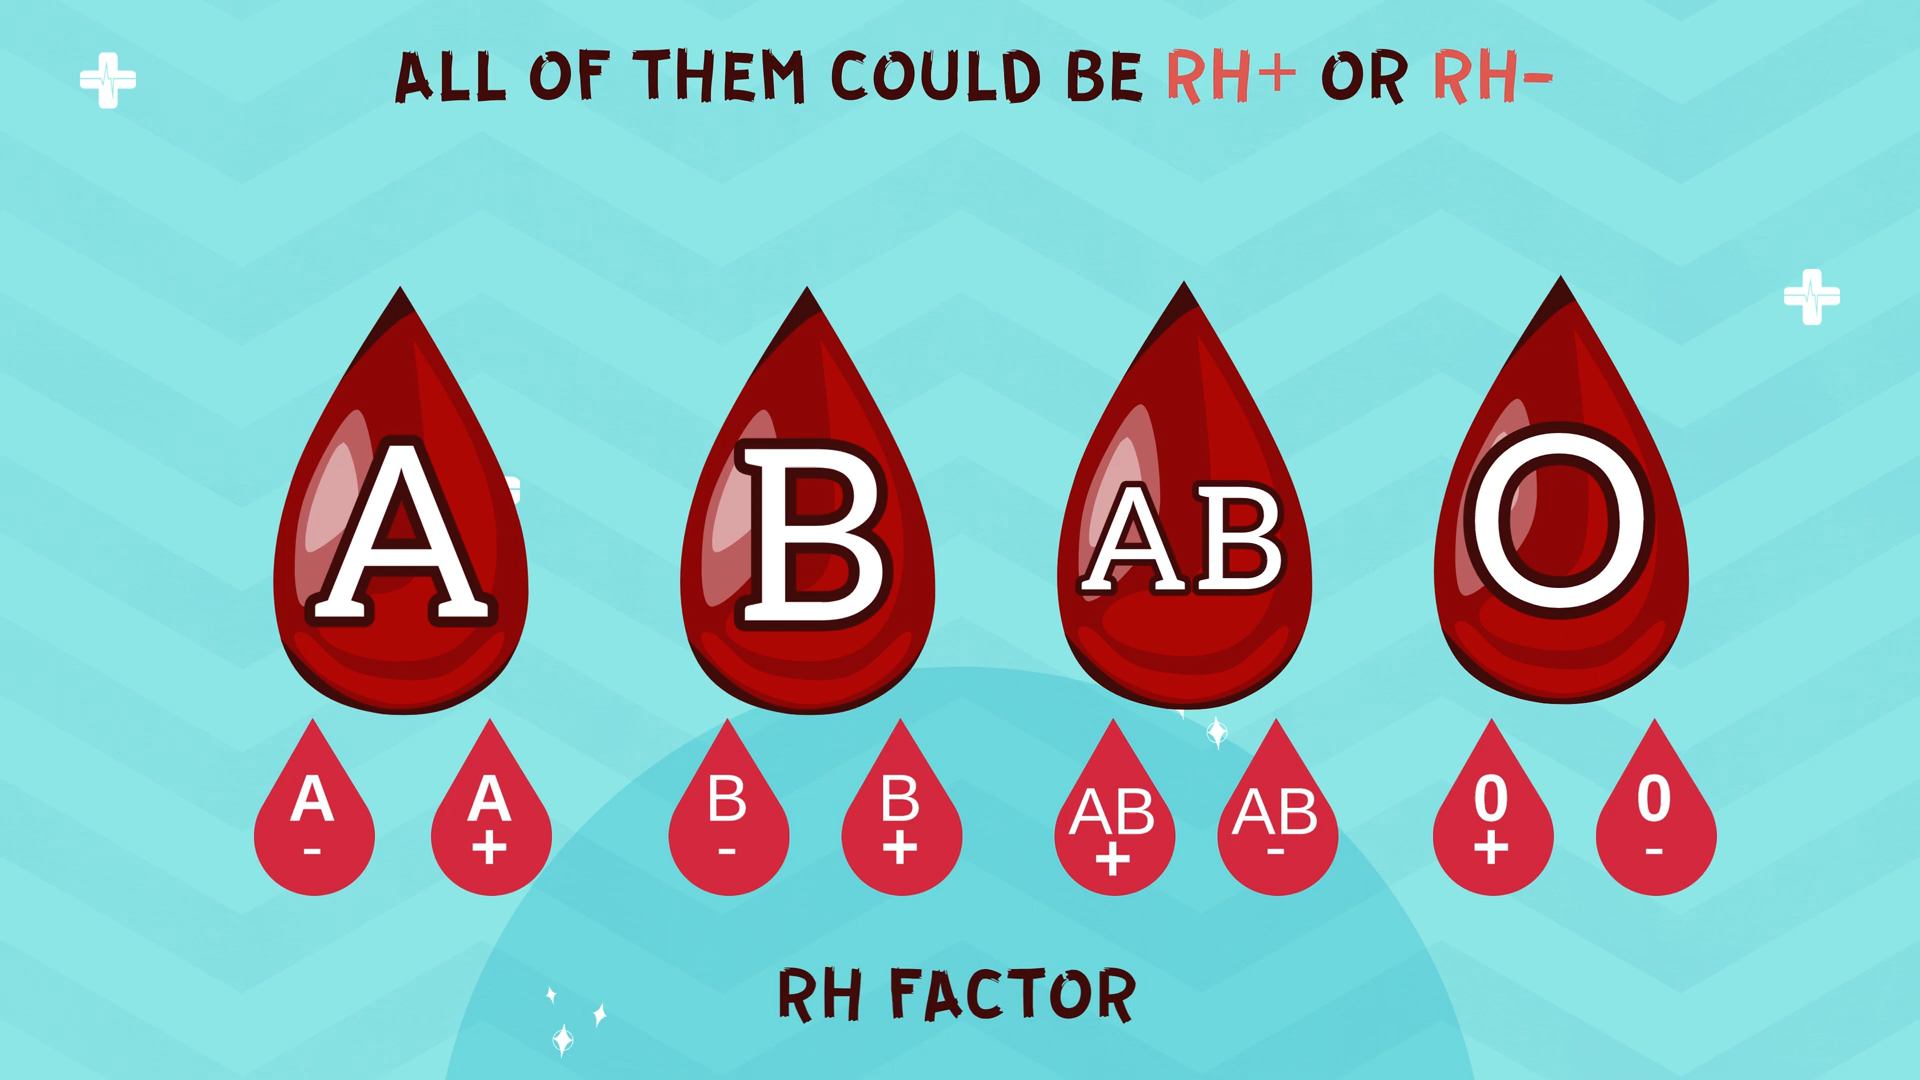 ALL OF THEM COULD BE RH+ OR RH-
A B AB O
A A B B AB AB 0 0
- + - + + - + -
RH FACTOR